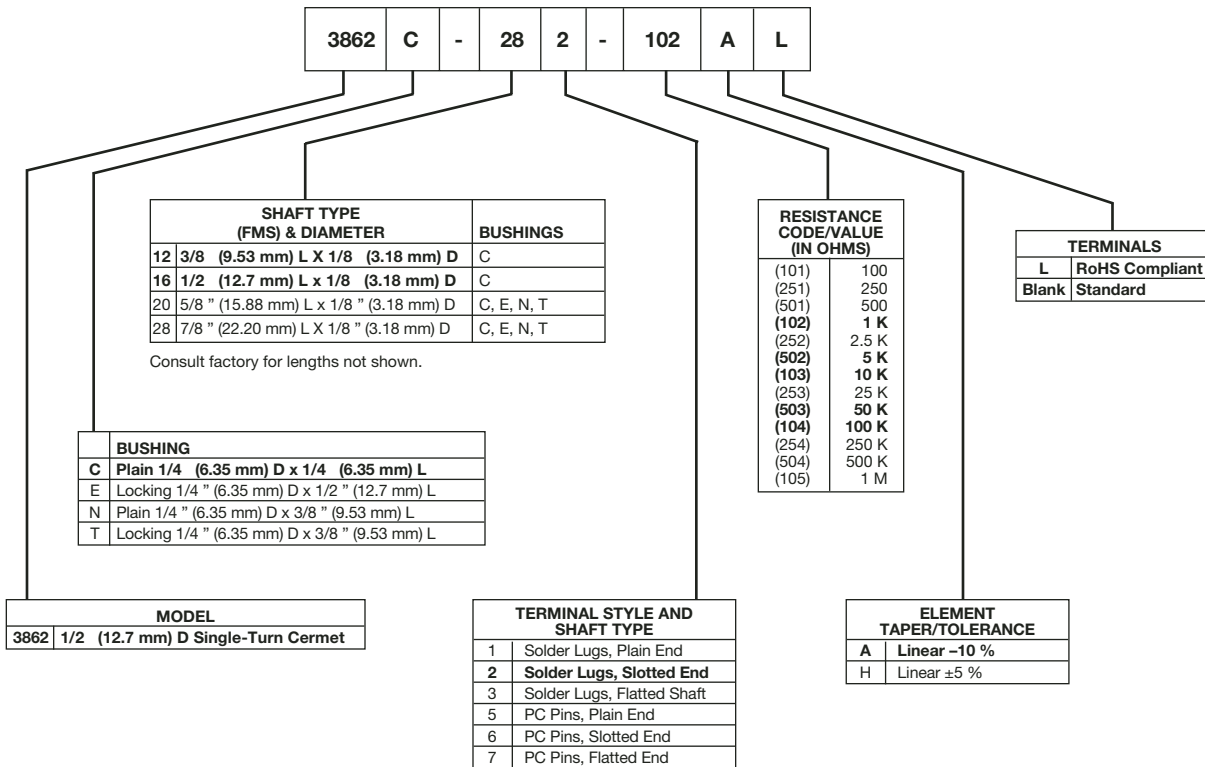 3862 C - 28 2 - 102 A L
SHAFT TYPE
(FMS) & DIAMETER BUSHINGS
12 3/8 (9.53 mm) L X 1/8 (3.18 mm) D C
16 1/2 (12.7 mm) L x 1/8 (3.18 mm) D C
20 5/8 ” (15.88 mm) L x 1/8 ” (3.18 mm) D C, E, N, T
28 7/8 ” (22.20 mm) L X 1/8 ” (3.18 mm) D C, E, N, T
Consult factory for lengths not shown.
RESISTANCE
CODE/VALUE
(IN OHMS)
(101) 100
(251) 250
(501) 500
(102) 1 K
(252) 2.5 K
(502) 5 K
(103) 10 K
(253) 25 K
(503) 50 K
(104) 100 K
(254) 250 K
(504) 500 K
(105) 1 M
TERMINALS
L RoHS Compliant
Blank Standard
BUSHING
C Plain 1/4 (6.35 mm) D x 1/4 (6.35 mm) L
E Locking 1/4 ” (6.35 mm) D x 1/2 ” (12.7 mm) L
N Plain 1/4 ” (6.35 mm) D x 3/8 ” (9.53 mm) L
T Locking 1/4 ” (6.35 mm) D x 3/8 ” (9.53 mm) L
MODEL
3862 1/2 (12.7 mm) D Single-Turn Cermet
TERMINAL STYLE AND
SHAFT TYPE
1 Solder Lugs, Plain End
2 Solder Lugs, Slotted End
3 Solder Lugs, Flatted Shaft
5 PC Pins, Plain End
6 PC Pins, Slotted End
7 PC Pins, Flatted End
ELEMENT
TAPER/TOLERANCE
A Linear –10 %
H Linear ±5 %